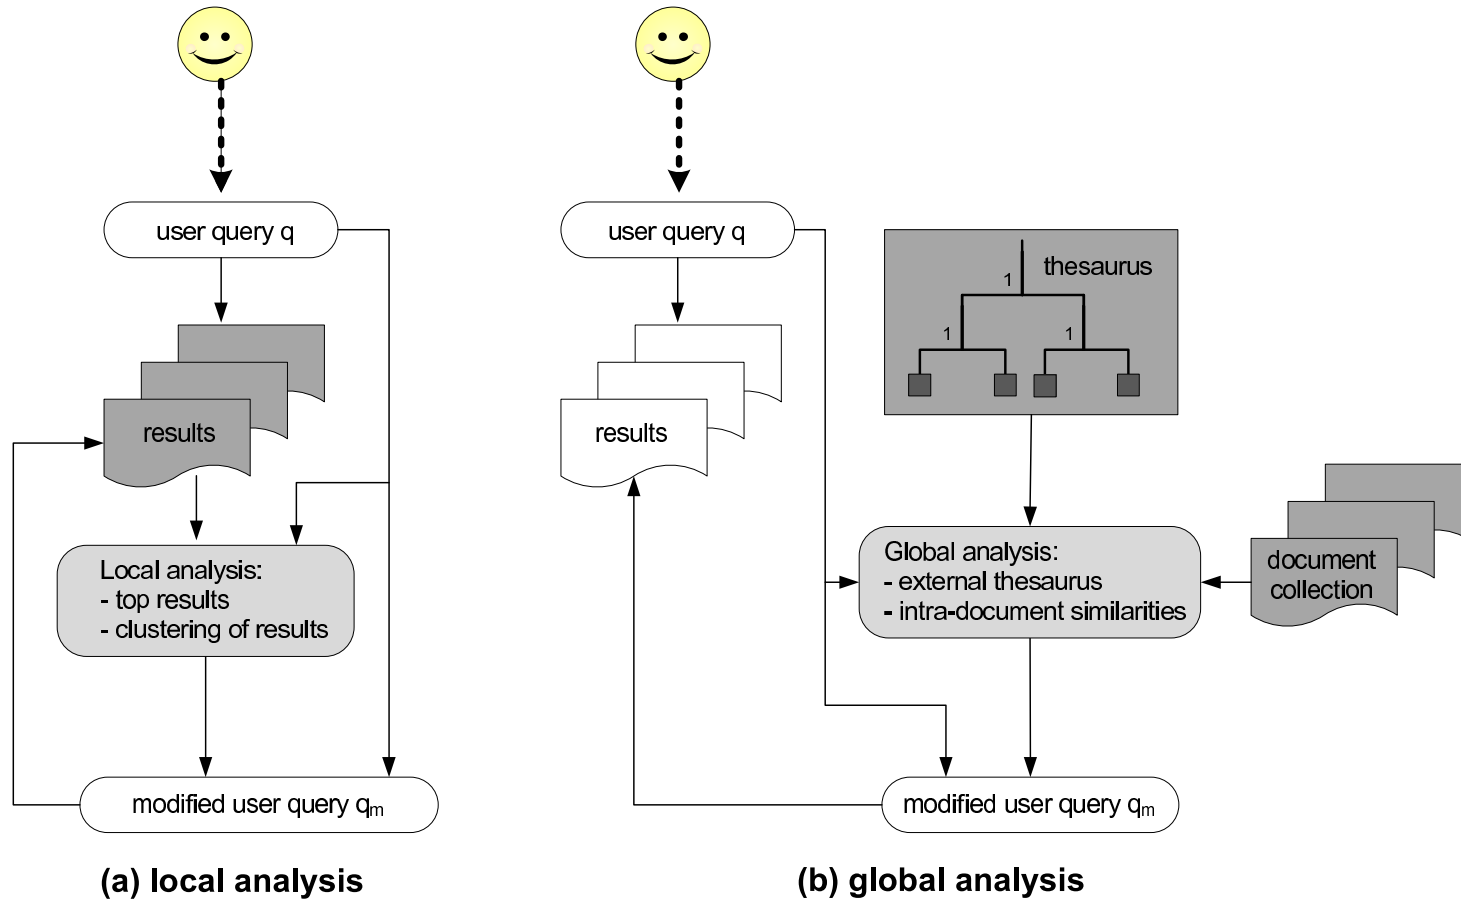 user query q
results
Local analysis:
- top results
- clustering of results
modified user query qm
(a) local analysis
user query q
results
thesaurus
1
1
1
Global analysis:
- external thesaurus
- intra-document similarities
document
collection
modified user query qm
(b) global analysis